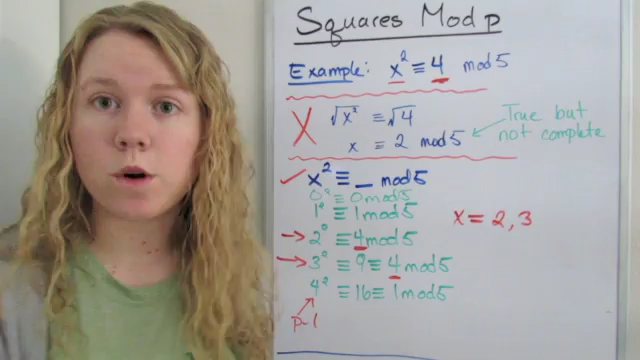 Squares Mod p
Example: x² ≡ 4 mod 5
X √x² ≡ √4
x ≡ 2 mod 5
True but
not complete
✓ x² ≡ _ mod 5
0² ≡ 0 mod 5
1² ≡ 1 mod 5
→ 2² ≡ 4 mod 5
→ 3² ≡ 9 ≡ 4 mod 5
4² ≡ 16 ≡ 1 mod 5
p-1
x = 2, 3